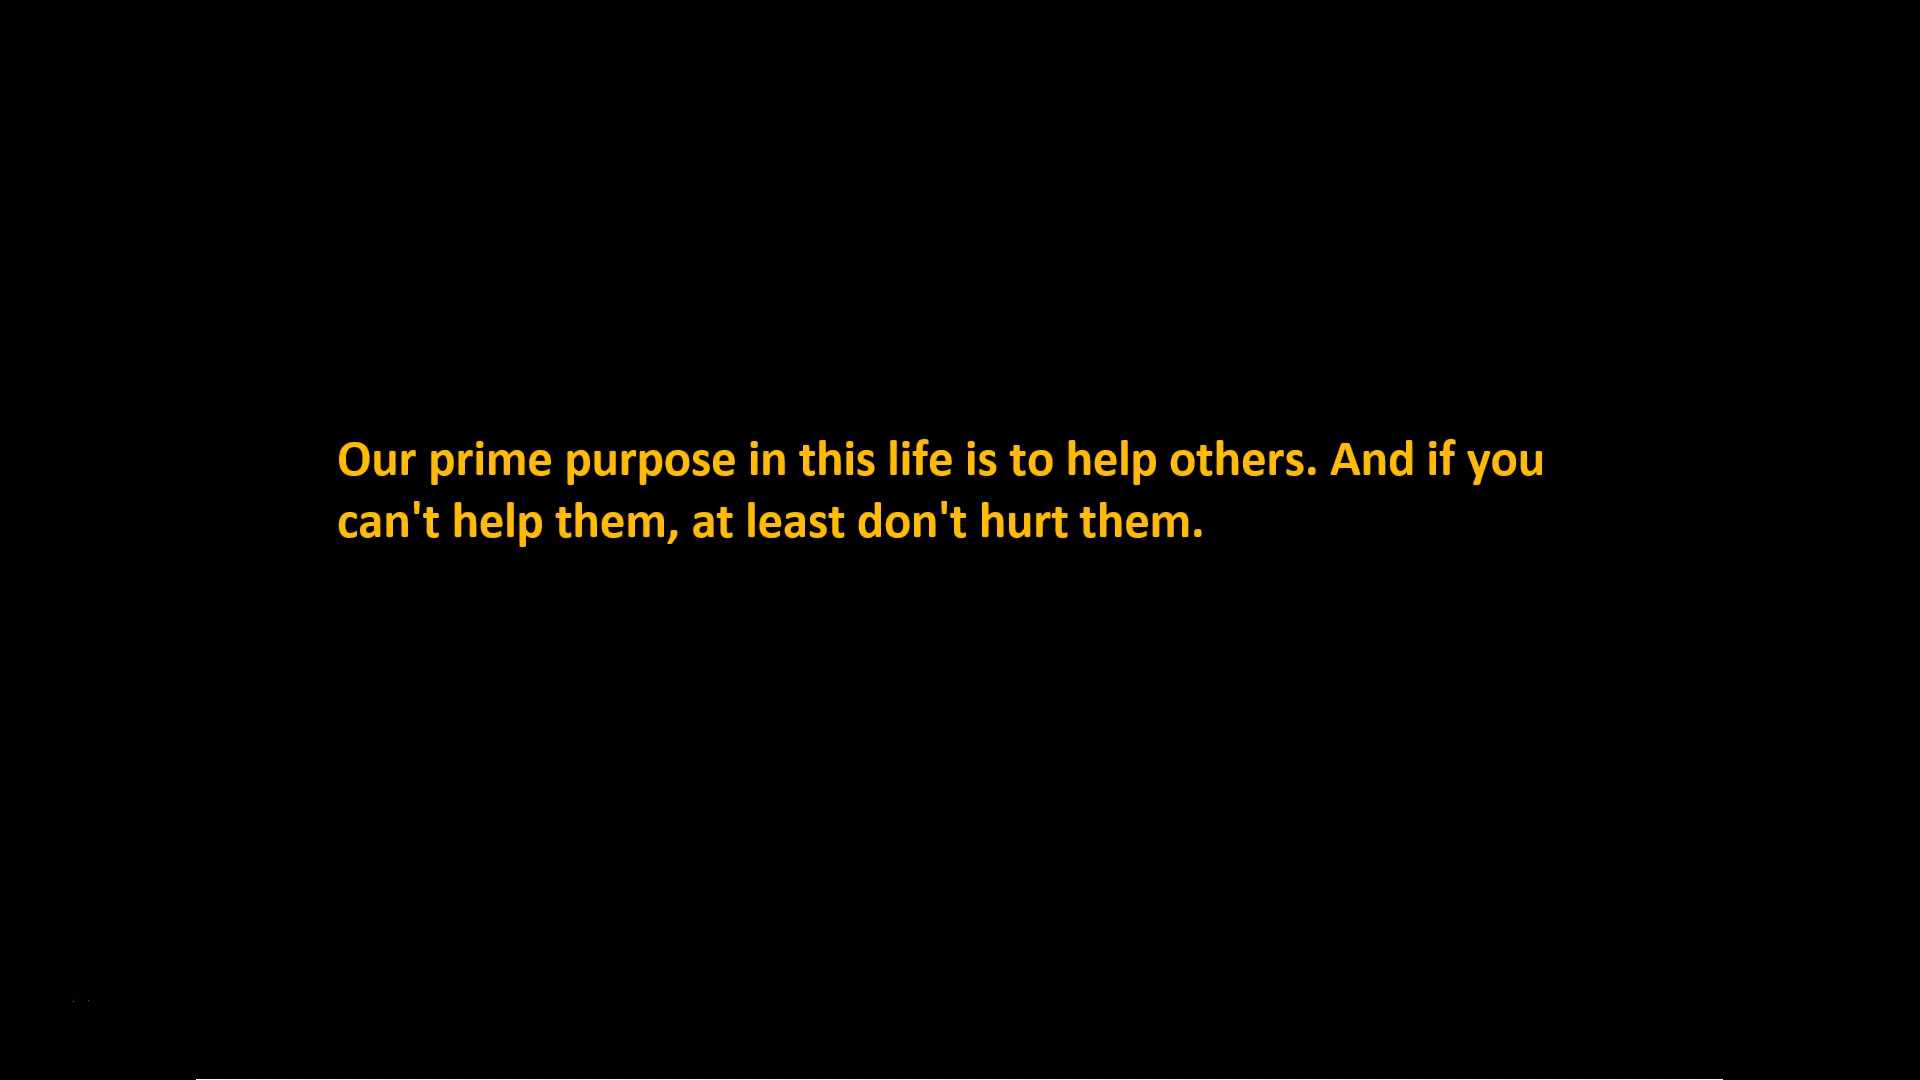 Our prime purpose in this life is to help others. And if you
can't help them, at least don't hurt them.